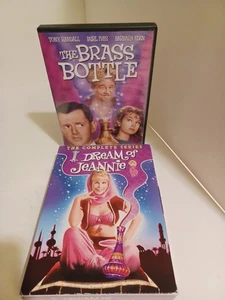 TONY RANDALL BURL IVES BARBARA EDEN
THE BRASS
BOTTLE
THE COMPLETE SERIES
I DREAM OF
JEANNIE